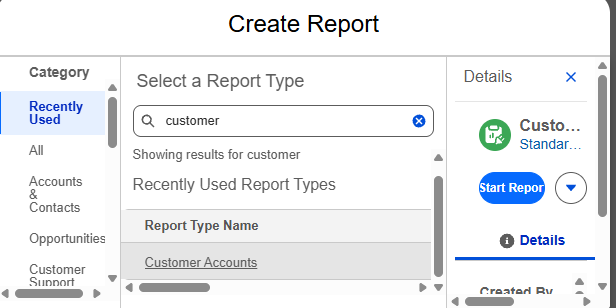 Create Report
Category
Recently
Used
All
Accounts
&
Contacts
Opportunities
Customer
Support
Select a Report Type
customer
Showing results for customer
Recently Used Report Types
Report Type Name
Customer Accounts
Details
Custo...
Standar...
Start Repor
Details
Created By